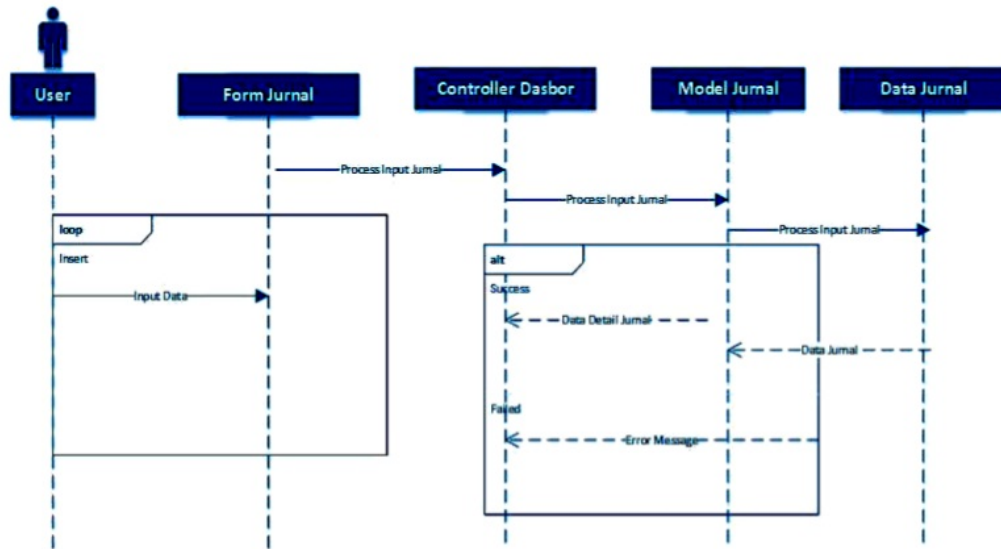 User
Form Jurnal
Controller Dasbor
Model Jurnal
Data Jurnal
Process Input Jurnal
Process Input Jurnal
loop
Process Input Jurnal
Insert
alt
Success
Input Data
Data Detail Jurnal
Data Jurnal
Failed
Error Message